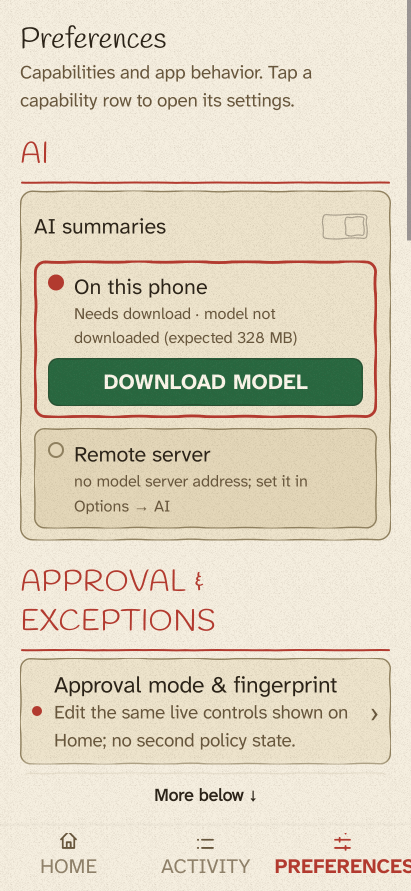 Preferences
Capabilities and app behavior. Tap a
capability row to open its settings.
AI
AI summaries
On this phone
Needs download · model not
downloaded (expected 328 MB)
DOWNLOAD MODEL
Remote server
no model server address; set it in
Options → AI
APPROVAL &
EXCEPTIONS
Approval mode & fingerprint
Edit the same live controls shown on
Home; no second policy state.
›
More below ↓
HOME ACTIVITY PREFERENCES